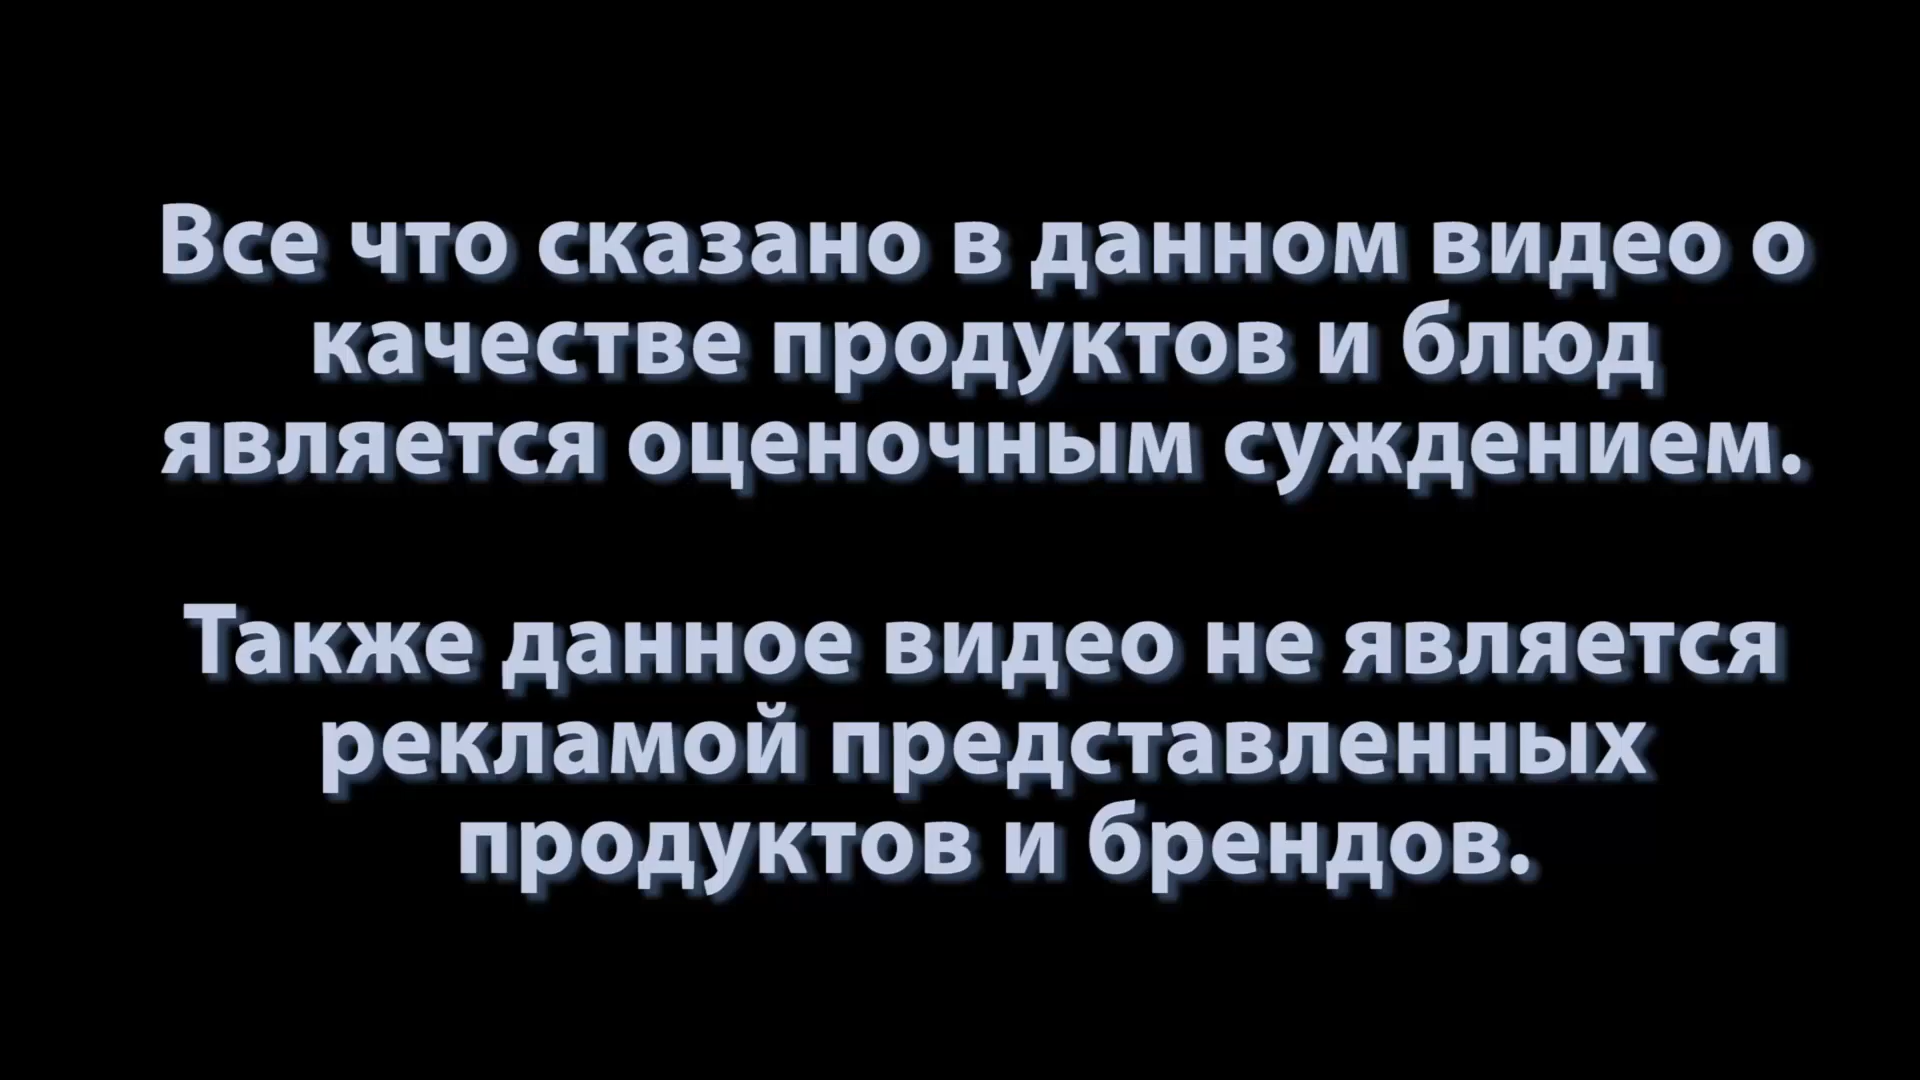 Все что сказано в данном видео о
качестве продуктов и блюд
является оценочным суждением.
Также данное видео не является
рекламой представленных
продуктов и брендов.